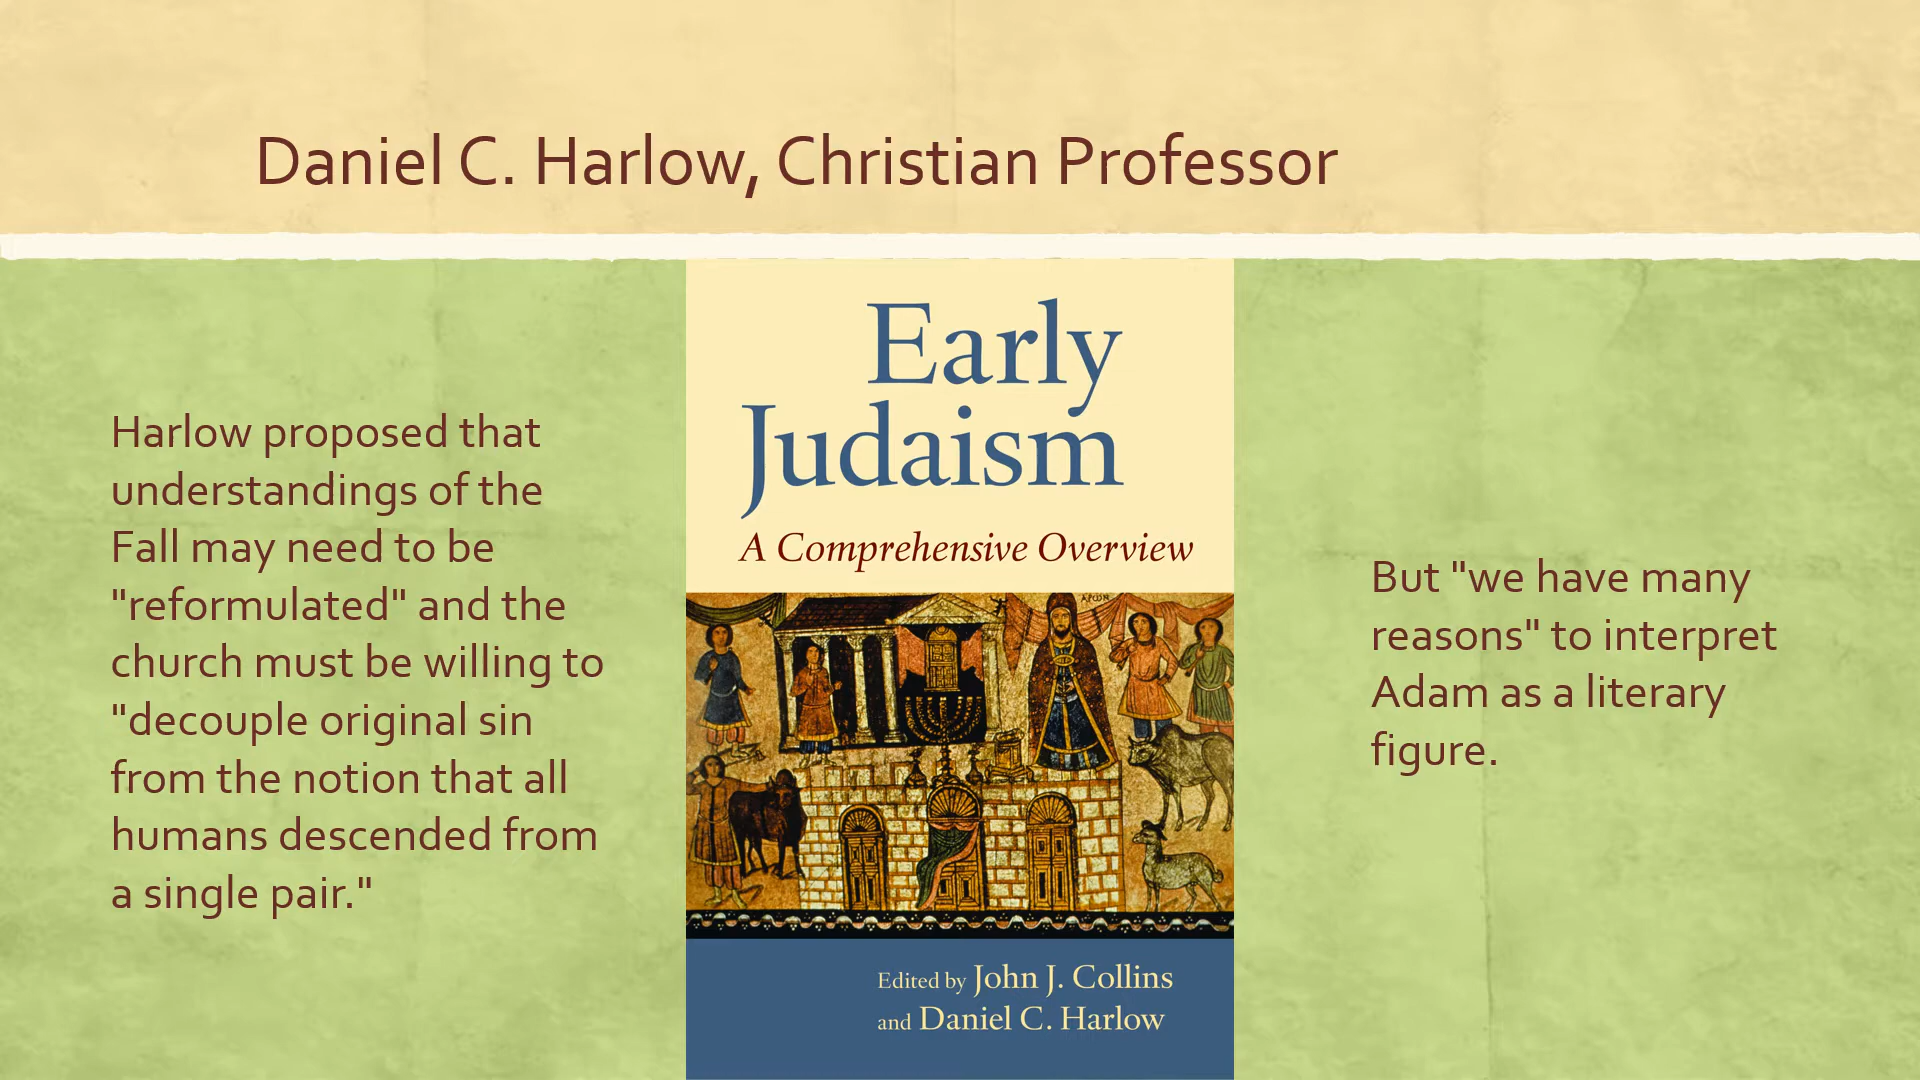 Daniel C. Harlow, Christian Professor
Harlow proposed that
understandings of the
Fall may need to be
"reformulated" and the
church must be willing to
"decouple original sin
from the notion that all
humans descended from
a single pair."
Early
Judaism
A Comprehensive Overview
Edited by John J. Collins
and Daniel C. Harlow
But "we have many
reasons" to interpret
Adam as a literary
figure.